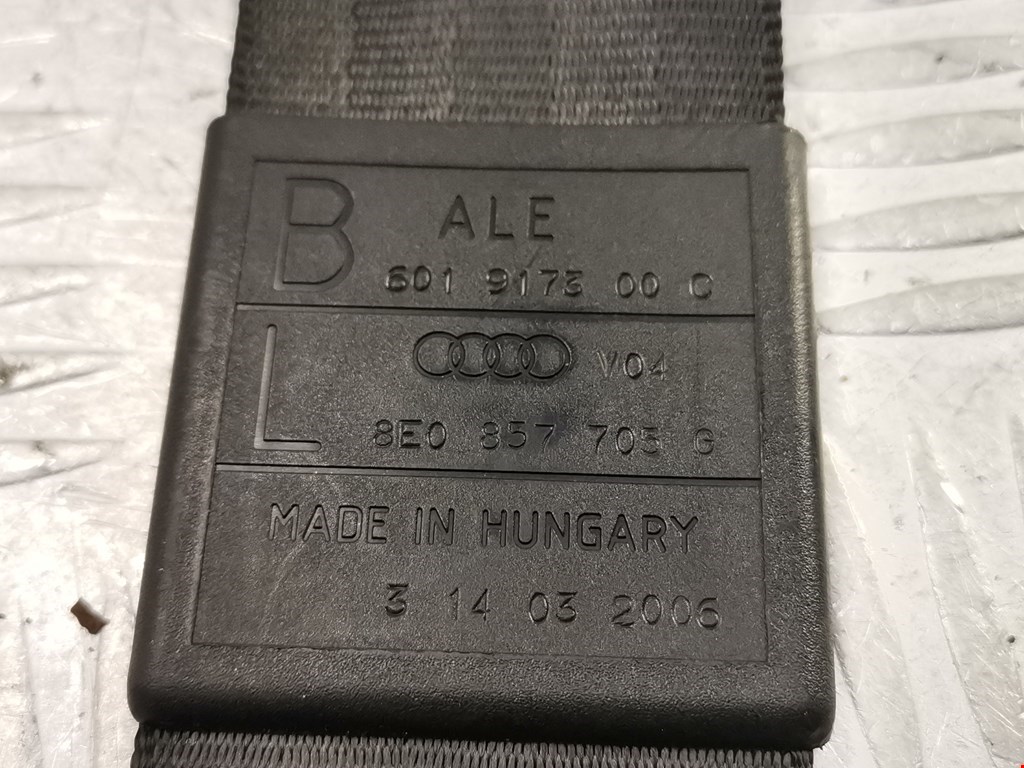 B ALE
601 9173 00 C
L V04
8E0 857 705 G
MADE IN HUNGARY
3 14 03 2006